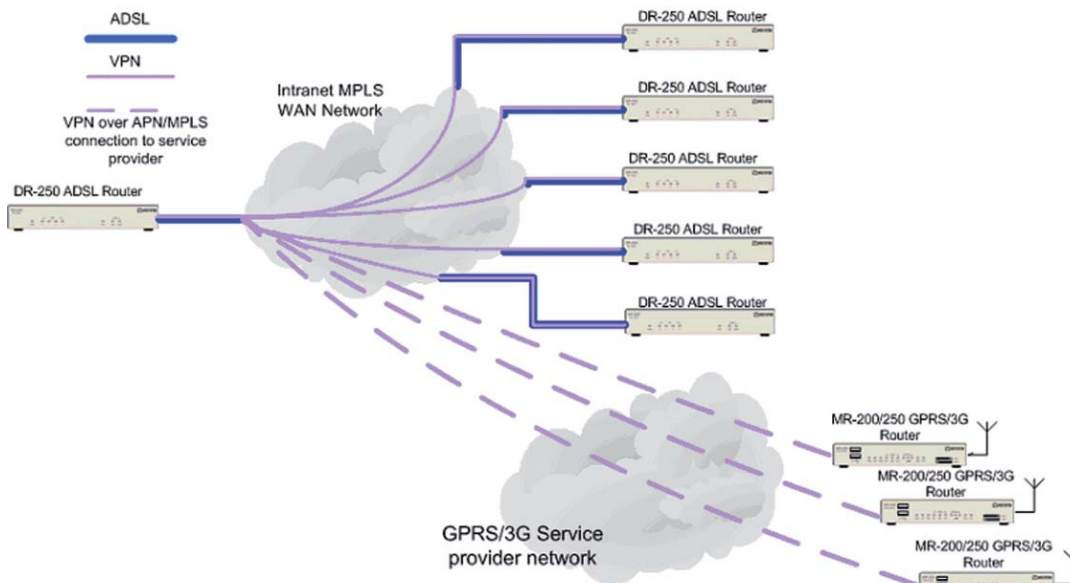 ADSL
VPN
VPN over APN/MPLS
connection to service
provider
DR-250 ADSL Router
Intranet MPLS
WAN Network
DR-250 ADSL Router
DR-250 ADSL Router
DR-250 ADSL Router
DR-250 ADSL Router
DR-250 ADSL Router
GPRS/3G Service
provider network
MR-200/250 GPRS/3G
Router
MR-200/250 GPRS/3G
Router
MR-200/250 GPRS/3G
Router